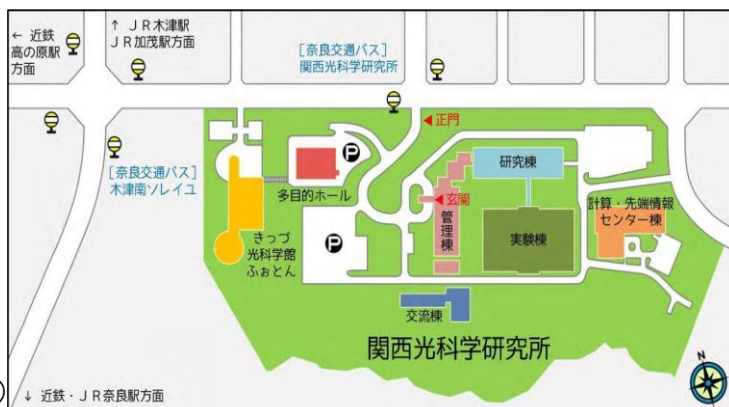 ← 近鉄
高の原駅
方面
↑ JR木津駅
JR加茂駅方面
[奈良交通バス]
関西光科学研究所
◀正門
[奈良交通バス]
木津南ソレイユ
P
多目的ホール
研究棟
◀玄関
管理棟
実験棟
計算・先端情報
センター棟
きっづ
光科学館
ふぉとん
P
交流棟
関西光科学研究所
N
↓ 近鉄・JR奈良駅方面